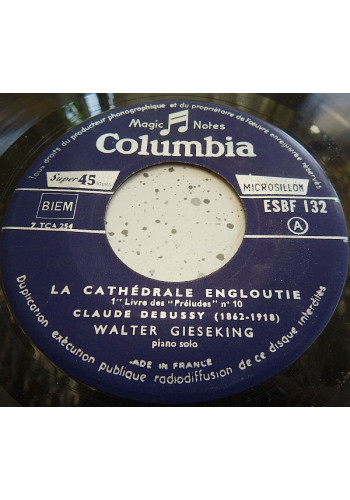 Tous droits du producteur phonographique et du propriétaire de l'œuvre enregistrée réservés
Magic Notes
Columbia
Super 45 TOURS
MICROSILLON
BIEM
ESBF 132
7 TCA 254
A
LA CATHÉDRALE ENGLOUTIE
1er Livre des "Préludes" n° 10
CLAUDE DEBUSSY (1862-1918)
WALTER GIESEKING
piano solo
MADE IN FRANCE
Duplication exécution publique radiodiffusion de ce disque interdites